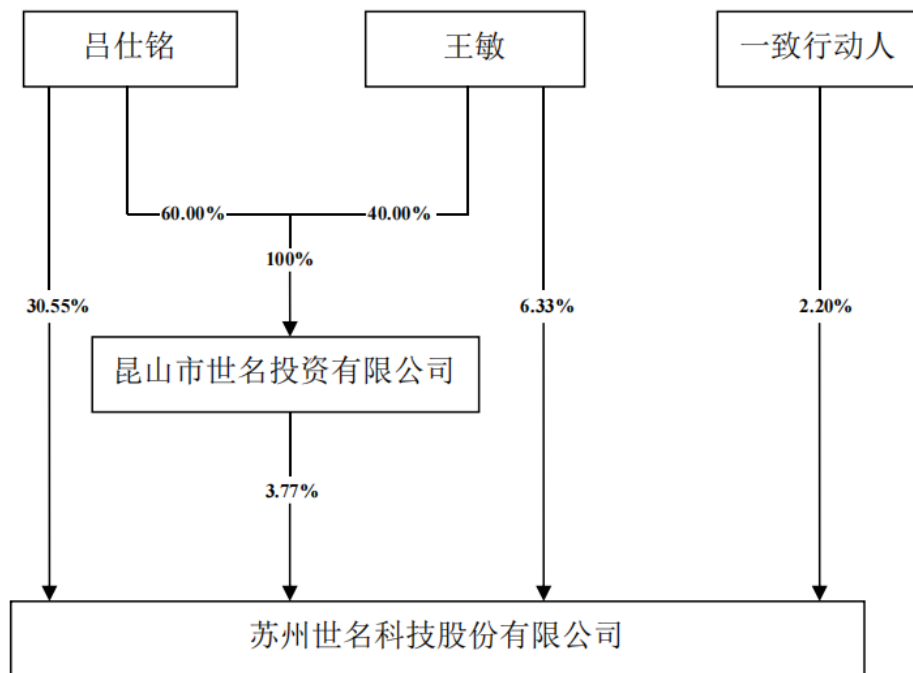 吕仕铭
王敏
一致行动人
60.00%
40.00%
100%
30.55%
6.33%
2.20%
昆山市世名投资有限公司
3.77%
苏州世名科技股份有限公司